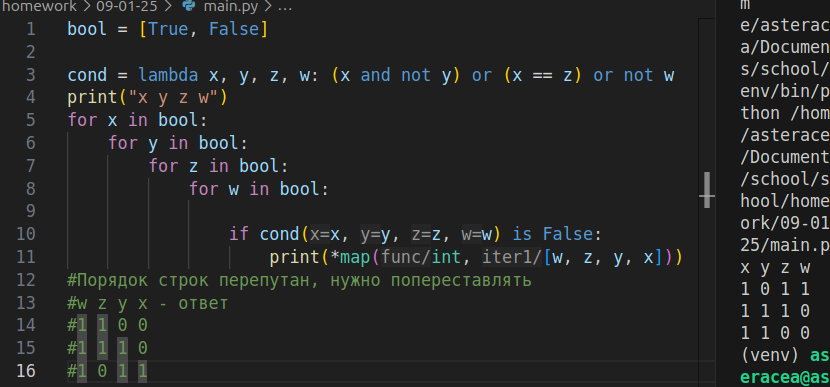 homework > 09-01-25 > main.py > ...
1 bool = [True, False]
2
3 cond = lambda x, y, z, w: (x and not y) or (x == z) or not w
4 print("x y z w")
5 for x in bool:
6 for y in bool:
7 for z in bool:
8 for w in bool:
9
10 if cond(x=x, y=y, z=z, w=w) is False:
11 print(*map(func/int, iter1/[w, z, y, x]))
12 #Порядок строк перепутан, нужно попереставлять
13 #w z y x - ответ
14 #1 1 0 0
15 #1 1 1 0
16 #1 0 1 1
m
e/asterac
a/Documen
s/school/
env/bin/p
thon /hom
/asterace
/Document
/school/s
hool/home
ork/09-01
25/main.p
x y z w
1 0 1 1
1 1 1 0
1 1 0 0
(venv) as
eracea@as